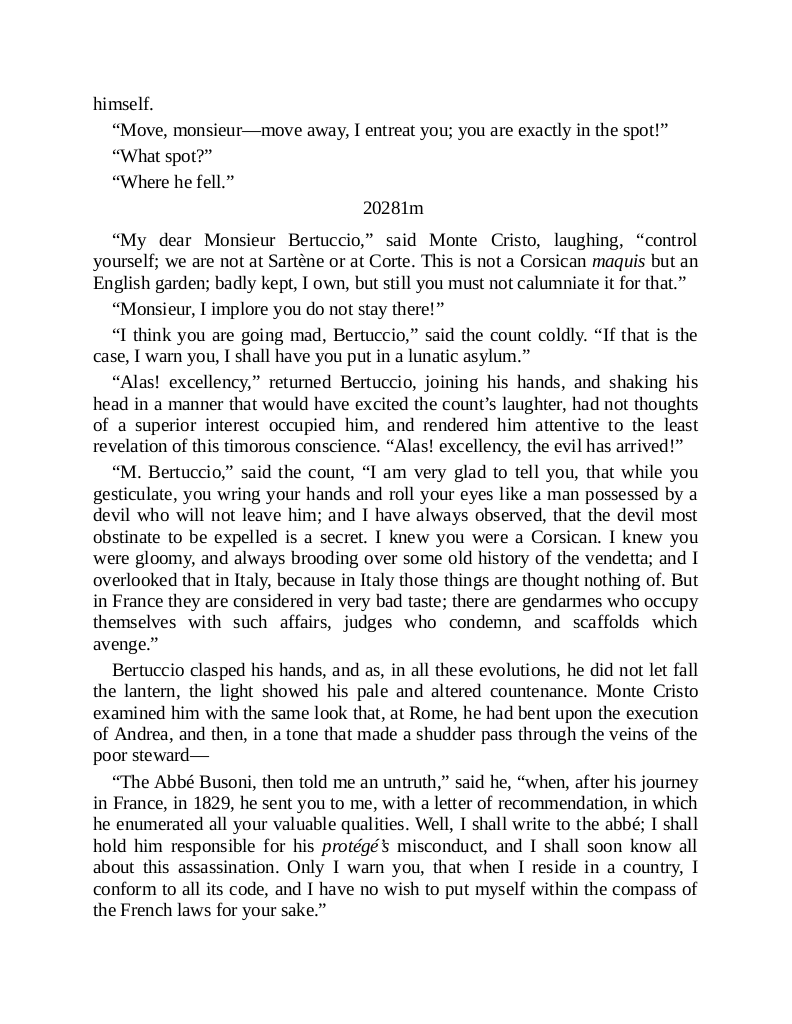 himself.
“Move, monsieur—move away, I entreat you; you are exactly in the spot!”
“What spot?”
“Where he fell.”
20281m
“My dear Monsieur Bertuccio,” said Monte Cristo, laughing, “control
yourself; we are not at Sartène or at Corte. This is not a Corsican maquis but an
English garden; badly kept, I own, but still you must not calumniate it for that.”
“Monsieur, I implore you do not stay there!”
“I think you are going mad, Bertuccio,” said the count coldly. “If that is the
case, I warn you, I shall have you put in a lunatic asylum.”
“Alas! excellency,” returned Bertuccio, joining his hands, and shaking his
head in a manner that would have excited the count’s laughter, had not thoughts
of a superior interest occupied him, and rendered him attentive to the least
revelation of this timorous conscience. “Alas! excellency, the evil has arrived!”
“M. Bertuccio,” said the count, “I am very glad to tell you, that while you
gesticulate, you wring your hands and roll your eyes like a man possessed by a
devil who will not leave him; and I have always observed, that the devil most
obstinate to be expelled is a secret. I knew you were a Corsican. I knew you
were gloomy, and always brooding over some old history of the vendetta; and I
overlooked that in Italy, because in Italy those things are thought nothing of. But
in France they are considered in very bad taste; there are gendarmes who occupy
themselves with such affairs, judges who condemn, and scaffolds which
avenge.”
Bertuccio clasped his hands, and as, in all these evolutions, he did not let fall
the lantern, the light showed his pale and altered countenance. Monte Cristo
examined him with the same look that, at Rome, he had bent upon the execution
of Andrea, and then, in a tone that made a shudder pass through the veins of the
poor steward—
“The Abbé Busoni, then told me an untruth,” said he, “when, after his journey
in France, in 1829, he sent you to me, with a letter of recommendation, in which
he enumerated all your valuable qualities. Well, I shall write to the abbé; I shall
hold him responsible for his protégé’s misconduct, and I shall soon know all
about this assassination. Only I warn you, that when I reside in a country, I
conform to all its code, and I have no wish to put myself within the compass of
the French laws for your sake.”